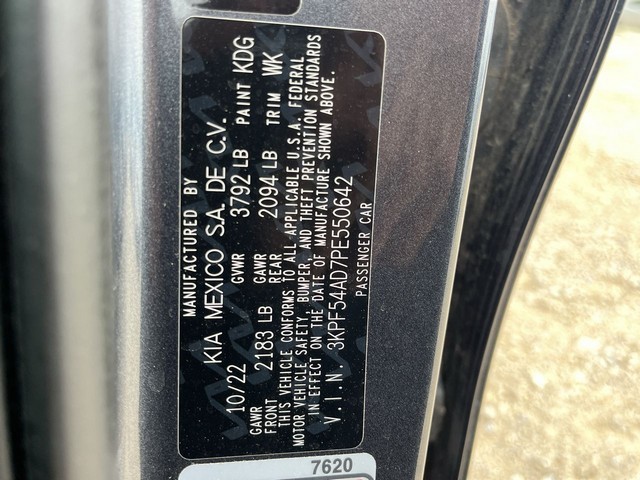 MANUFACTURED BY
KIA MEXICO S.A. DE C.V.
10/22 GVWR 3792 LB PAINT KDG
GAWR FRONT 2183 LB GAWR REAR 2094 LB TRIM WK
THIS VEHICLE CONFORMS TO ALL APPLICABLE U.S.A. FEDERAL
MOTOR VEHICLE SAFETY, BUMPER, AND THEFT PREVENTION STANDARDS
IN EFFECT ON THE DATE OF MANUFACTURE SHOWN ABOVE.
V.I.N. 3KPF54AD7PE550642
PASSENGER CAR
7620